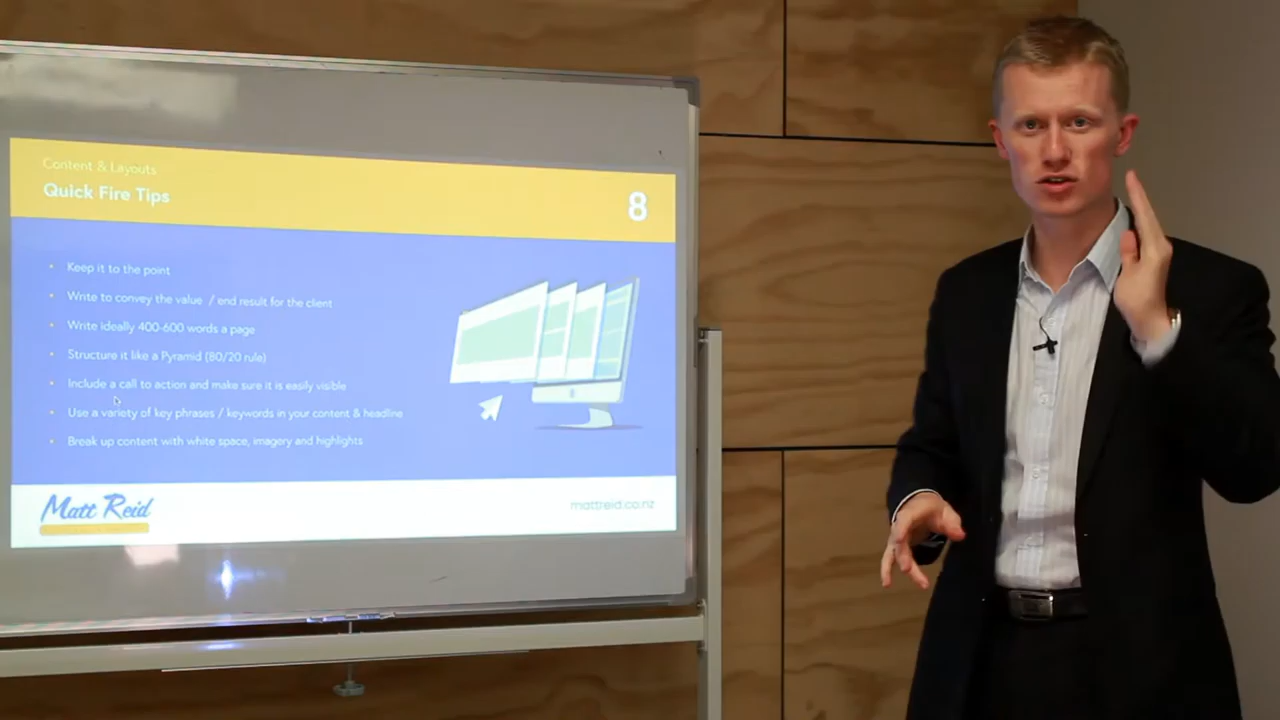 Content & Layouts
Quick Fire Tips
8
• Keep it to the point
• Write to convey the value / end result for the client
• Write ideally 400-600 words a page
• Structure it like a Pyramid (80/20 rule)
• Include a call to action and make sure it is easily visible
• Use a variety of key phrases / keywords in your content & headline
• Break up content with white space, imagery and highlights
Matt Reid
mattreid.co.nz